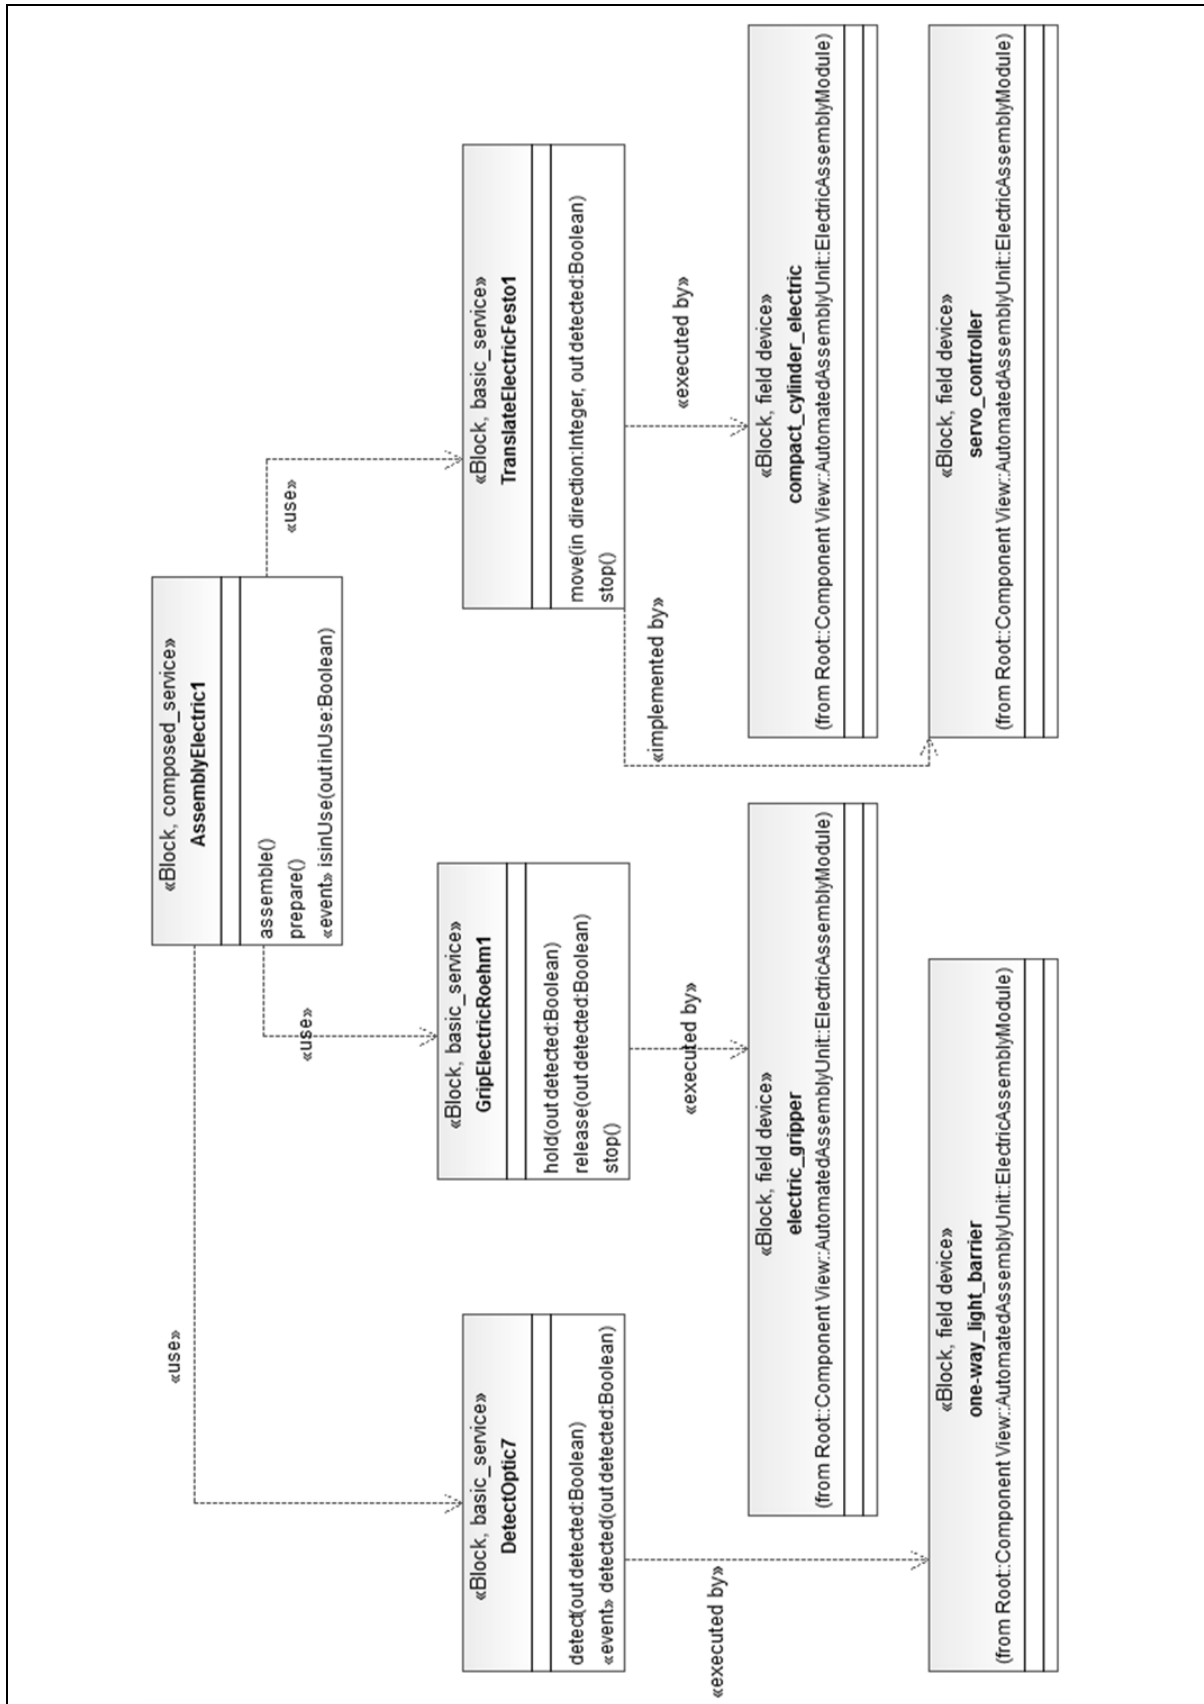 «Block, composed_service»
AssemblyElectric1
assemble()
prepare()
«event» isinUse(out inUse:Boolean)
«use»
«use»
«use»
«Block, basic_service»
DetectOptic7
detect(out detected:Boolean)
«event» detected(out detected:Boolean)
«Block, basic_service»
GripElectricRoehm1
hold(out detected:Boolean)
release(out detected:Boolean)
stop()
«Block, basic_service»
TranslateElectricFesto1
move(in direction:Integer, out detected:Boolean)
stop()
«executed by»
«executed by»
«implemented by»
«executed by»
«Block, field device»
electric_gripper
(from Root::Component View::AutomatedAssemblyUnit::ElectricAssemblyModule)
«Block, field device»
compact_cylinder_electric
(from Root::Component View::AutomatedAssemblyUnit::ElectricAssemblyModule)
«Block, field device»
one-way_light_barrier
(from Root::Component View::AutomatedAssemblyUnit::ElectricAssemblyModule)
«Block, field device»
servo_controller
(from Root::Component View::AutomatedAssemblyUnit::ElectricAssemblyModule)